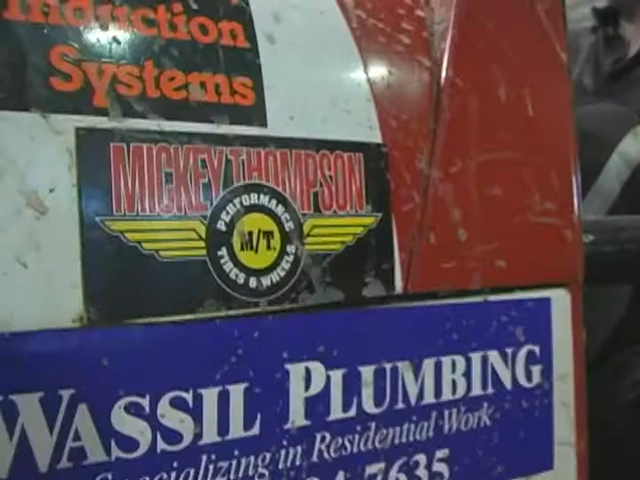 Induction
Systems
MICKEY THOMPSON
PERFORMANCE
M/T.
TIRES & WHEELS
WASSIL PLUMBING
Specializing in Residential Work
7635